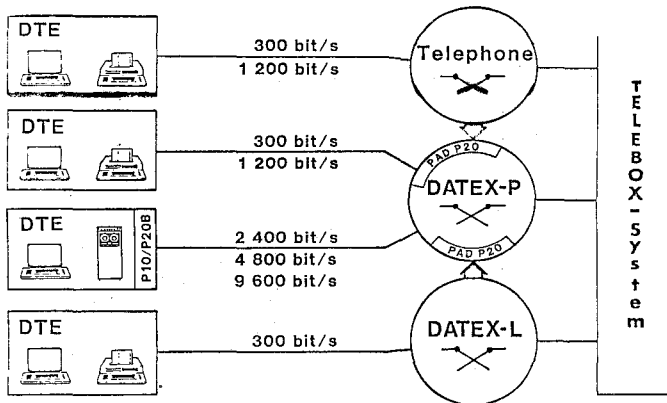 DTE
300 bit/s
1 200 bit/s
Telephone
DTE
300 bit/s
1 200 bit/s
PAD P20
DATEX-P
PAD P20
DTE
P10/P20B
2 400 bit/s
4 800 bit/s
9 600 bit/s
DTE
300 bit/s
DATEX-L
TELEBOX-System